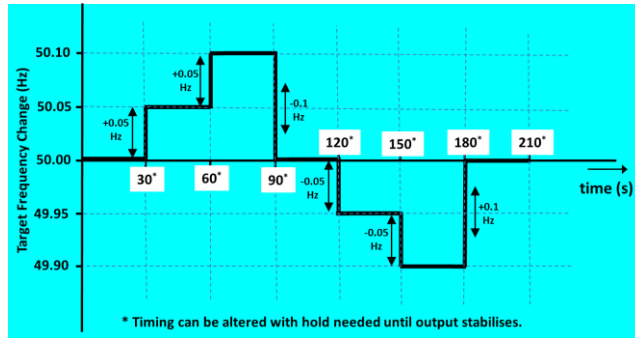 Target Frequency Change (Hz)
50.10
50.05
50.00
49.95
49.90
+0.05
Hz
+0.05
Hz
-0.1
Hz
-0.05
Hz
-0.05
Hz
+0.1
Hz
30*
60*
90*
120*
150*
180*
210*
time (s)
* Timing can be altered with hold needed until output stabilises.